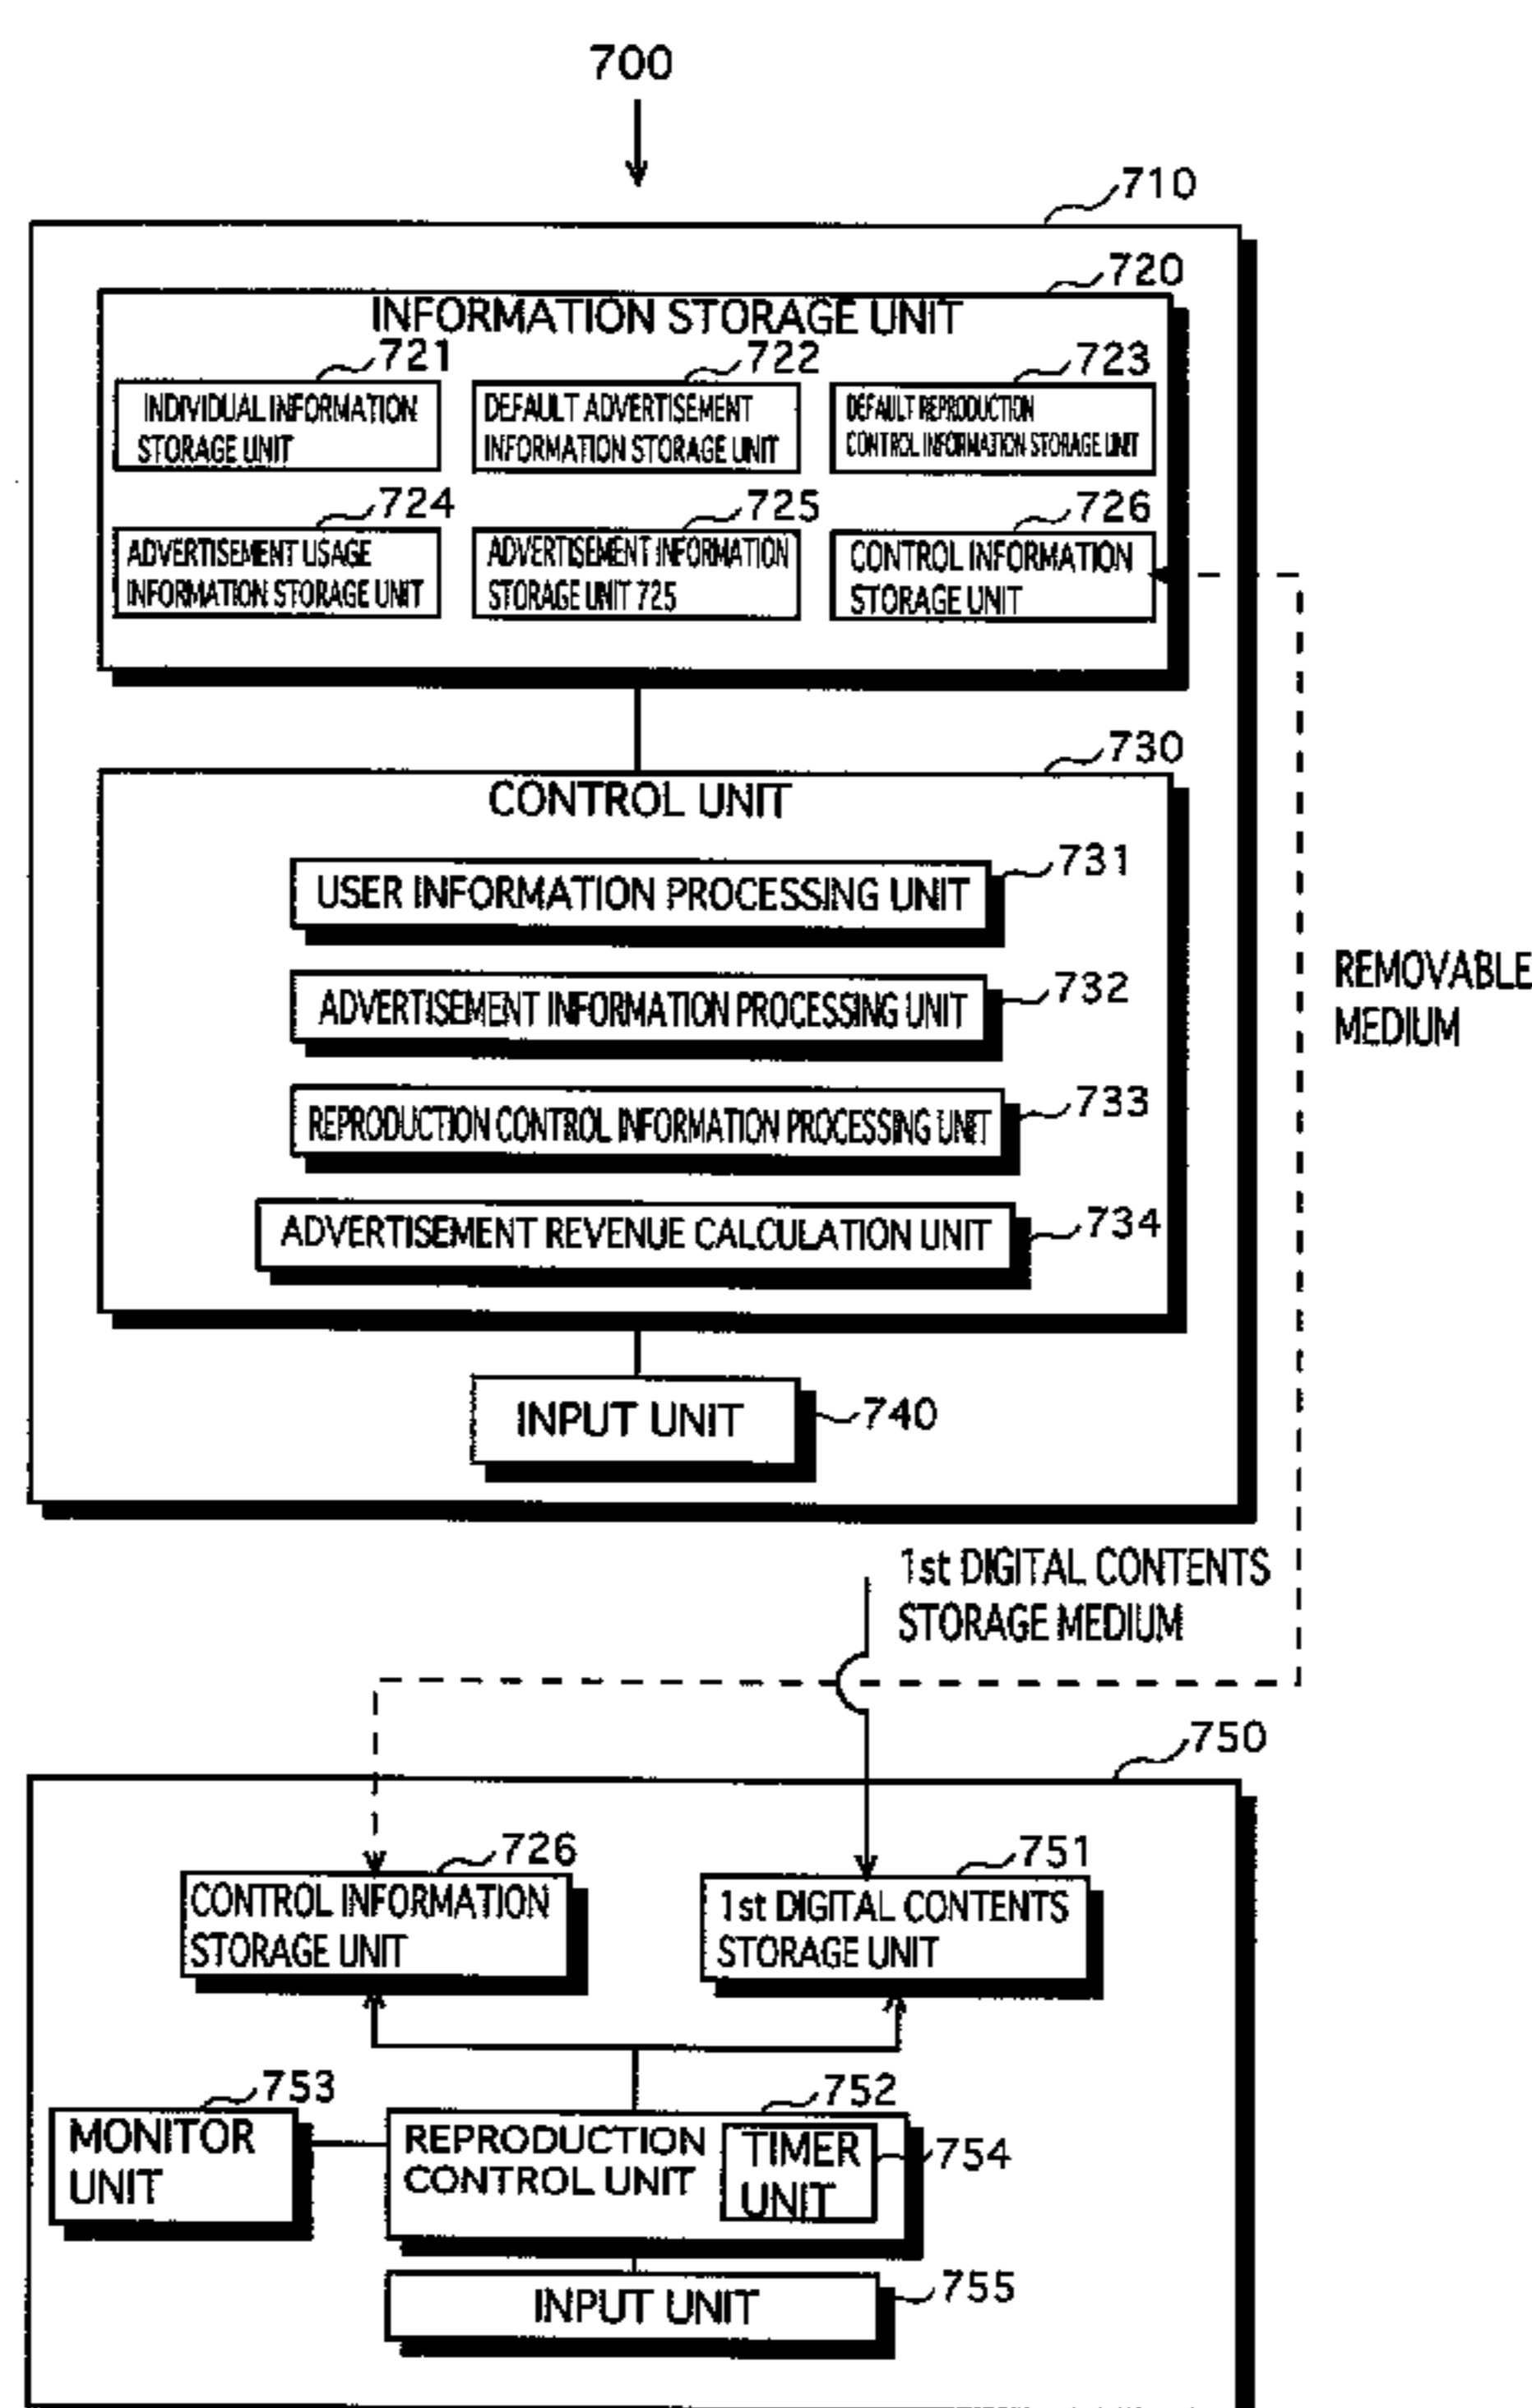 700
710
720
INFORMATION STORAGE UNIT
721
722
723
INDIVIDUAL INFORMATION
STORAGE UNIT
DEFAULT ADVERTISEMENT
INFORMATION STORAGE UNIT
DEFAULT REPRODUCTION
CONTROL INFORMATION STORAGE UNIT
724
725
726
ADVERTISEMENT USAGE
INFORMATION STORAGE UNIT
ADVERTISEMENT INFORMATION
STORAGE UNIT 725
CONTROL INFORMATION
STORAGE UNIT
730
CONTROL UNIT
731
USER INFORMATION PROCESSING UNIT
732
ADVERTISEMENT INFORMATION PROCESSING UNIT
733
REPRODUCTION CONTROL INFORMATION PROCESSING UNIT
734
ADVERTISEMENT REVENUE CALCULATION UNIT
REMOVABLE
MEDIUM
INPUT UNIT
740
1st DIGITAL CONTENTS
STORAGE MEDIUM
750
726
CONTROL INFORMATION
STORAGE UNIT
751
1st DIGITAL CONTENTS
STORAGE UNIT
753
MONITOR
UNIT
752
REPRODUCTION
CONTROL UNIT
TIMER
UNIT
754
INPUT UNIT
755